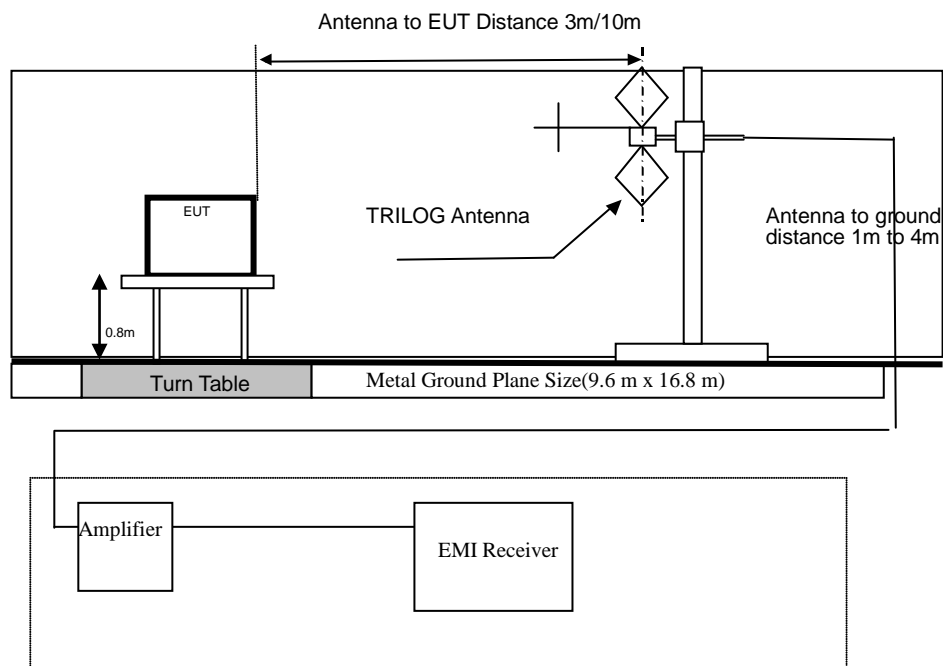 Antenna to EUT Distance 3m/10m
EUT
TRILOG Antenna
Antenna to ground
distance 1m to 4m
0.8m
Turn Table
Metal Ground Plane Size(9.6 m x 16.8 m)
Amplifier
EMI Receiver